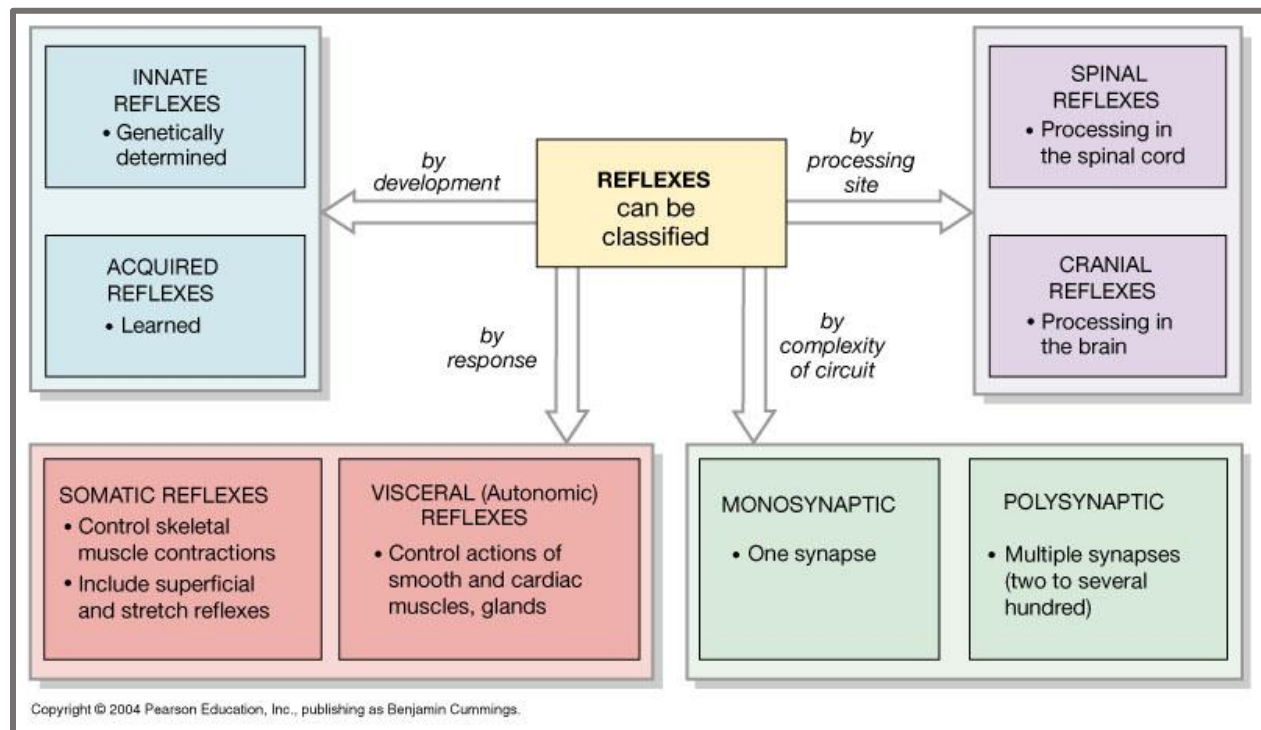 INNATE
REFLEXES
• Genetically
determined
ACQUIRED
REFLEXES
• Learned
by
development
REFLEXES
can be
classified
by
processing
site
SPINAL
REFLEXES
• Processing in
the spinal cord
CRANIAL
REFLEXES
• Processing in
the brain
by
response
by
complexity
of circuit
SOMATIC REFLEXES
• Control skeletal
muscle contractions
• Include superficial
and stretch reflexes
VISCERAL (Autonomic)
REFLEXES
• Control actions of
smooth and cardiac
muscles, glands
MONOSYNAPTIC
• One synapse
POLYSYNAPTIC
• Multiple synapses
(two to several
hundred)
Copyright © 2004 Pearson Education, Inc., publishing as Benjamin Cummings.